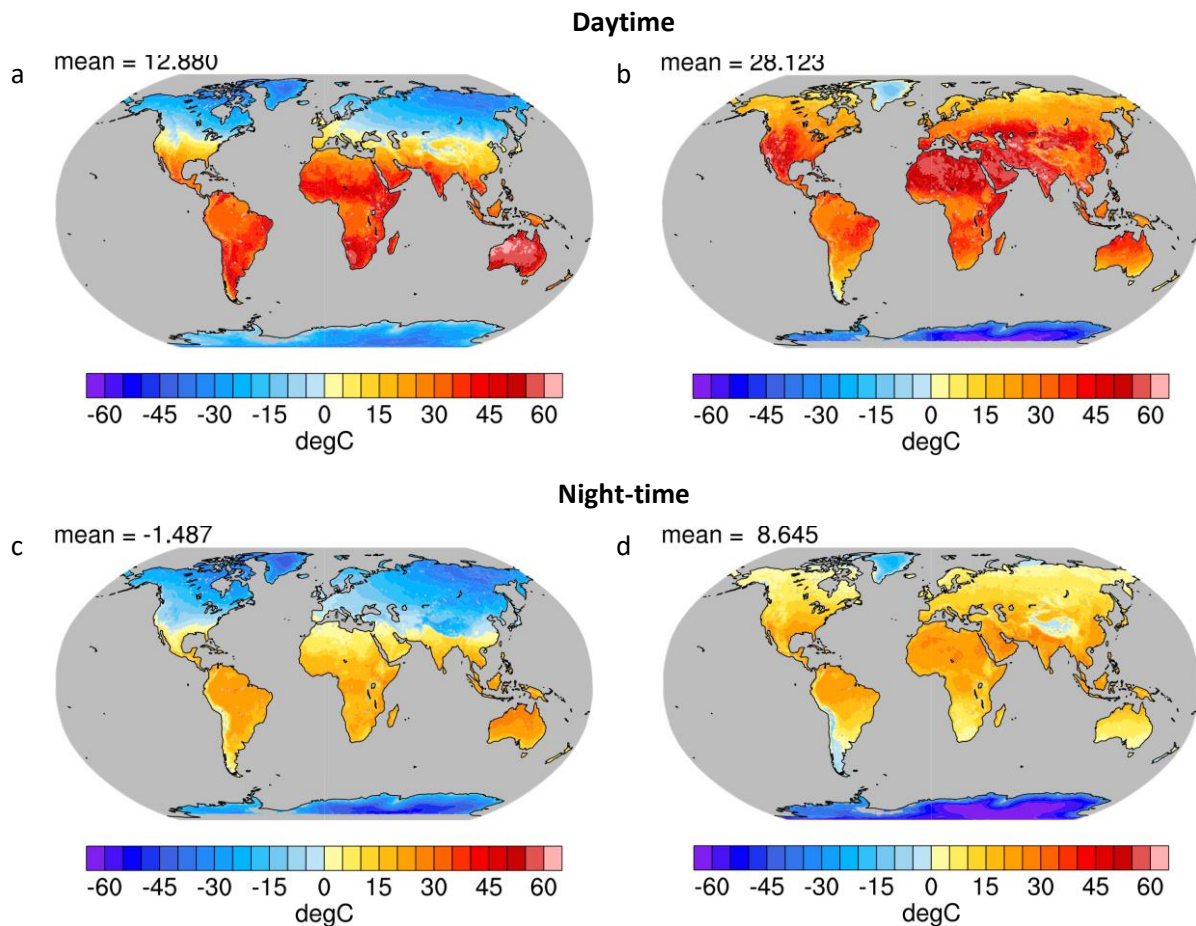 Daytime
a
mean = 12.880
b
mean = 28.123
-60 -45 -30 -15 0 15 30 45 60
degC
-60 -45 -30 -15 0 15 30 45 60
degC
Night-time
c
mean = -1.487
d
mean = 8.645
-60 -45 -30 -15 0 15 30 45 60
degC
-60 -45 -30 -15 0 15 30 45 60
degC